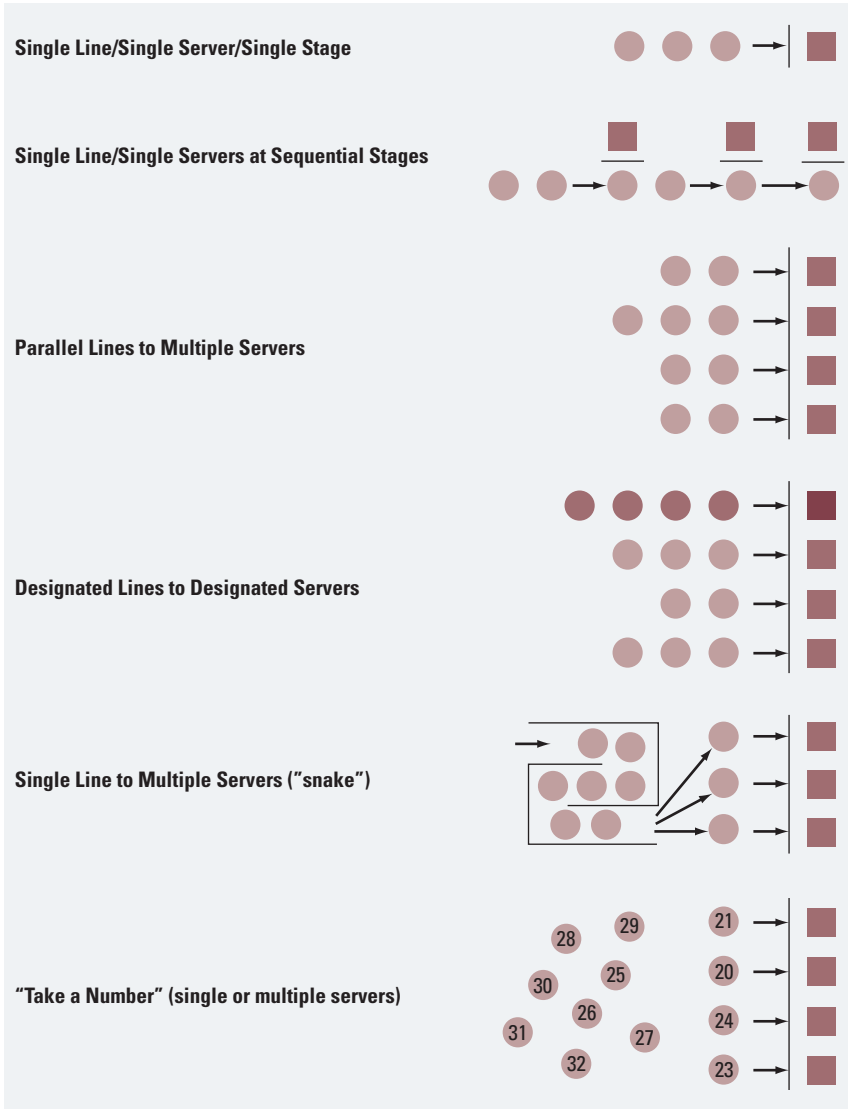 Single Line/Single Server/Single Stage
Single Line/Single Servers at Sequential Stages
Parallel Lines to Multiple Servers
Designated Lines to Designated Servers
Single Line to Multiple Servers (”snake”)
“Take a Number” (single or multiple servers)
28
29
21
30
25
20
31
26
27
24
32
23